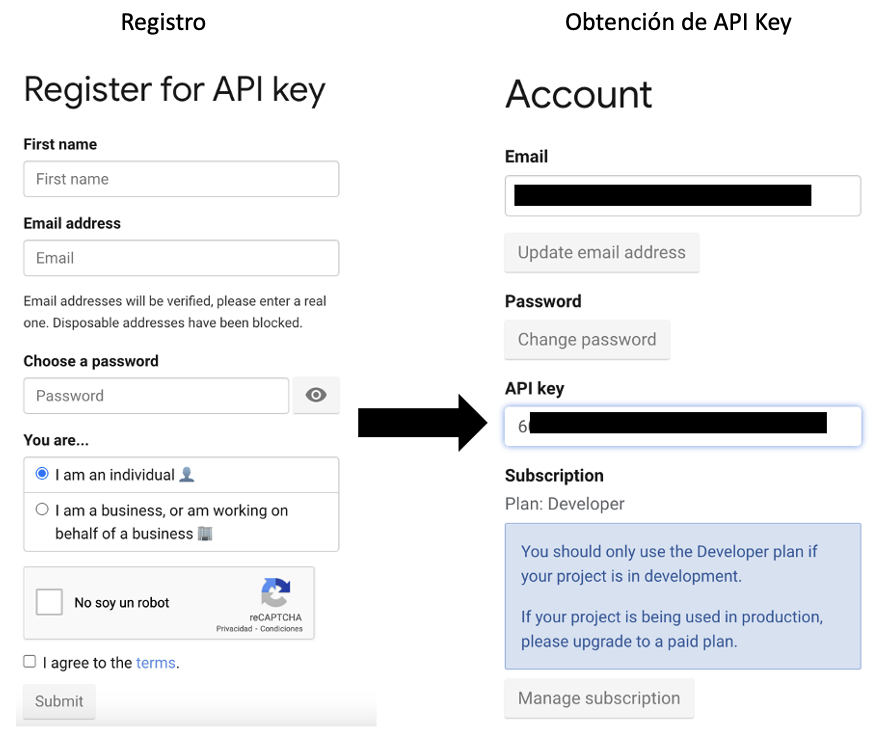 Registro
Register for API key
First name
First name
Email address
Email
Email addresses will be verified, please enter a real
one. Disposable addresses have been blocked.
Choose a password
Password
You are...
I am an individual
I am a business, or am working on
behalf of a business
No soy un robot
reCAPTCHA
Privacidad - Condiciones
I agree to the terms.
Submit
Obtención de API Key
Account
Email
Update email address
Password
Change password
API key
6
Subscription
Plan: Developer
You should only use the Developer plan if
your project is in development.
If your project is being used in production,
please upgrade to a paid plan.
Manage subscription